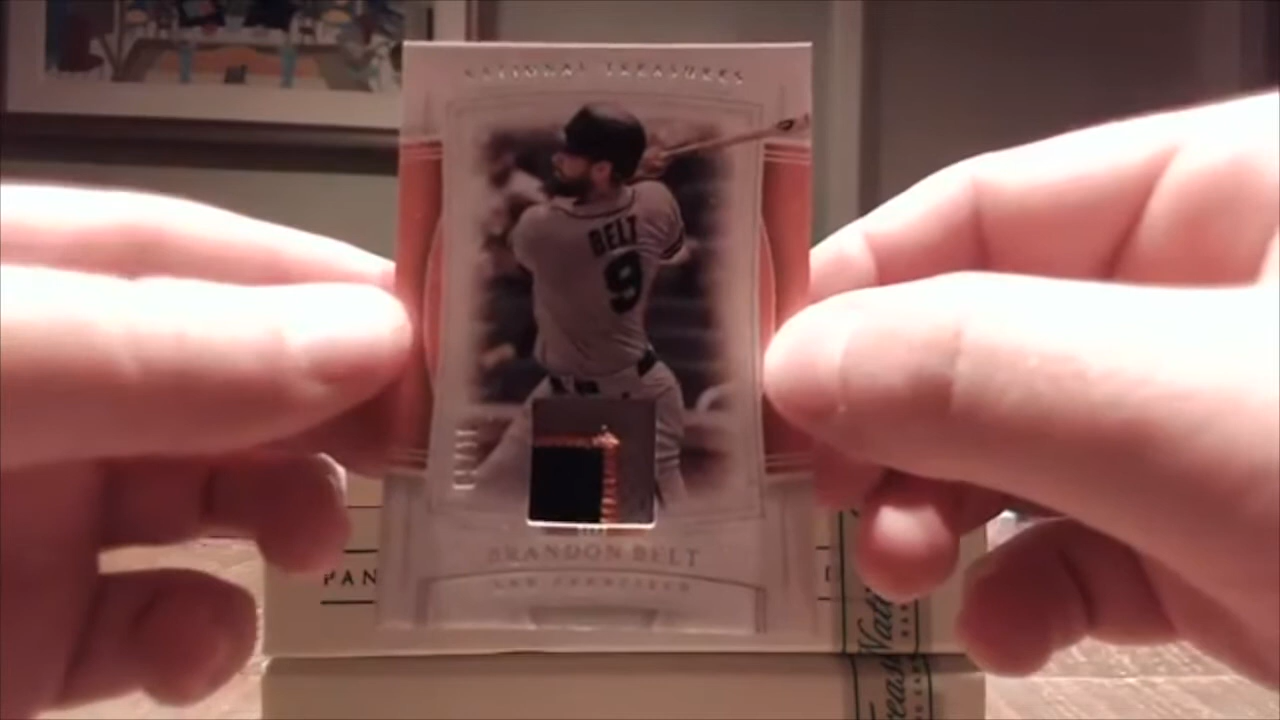 NATIONAL TREASURES
BELT
9
BRANDON BELT
SAN FRANCISCO
PAN